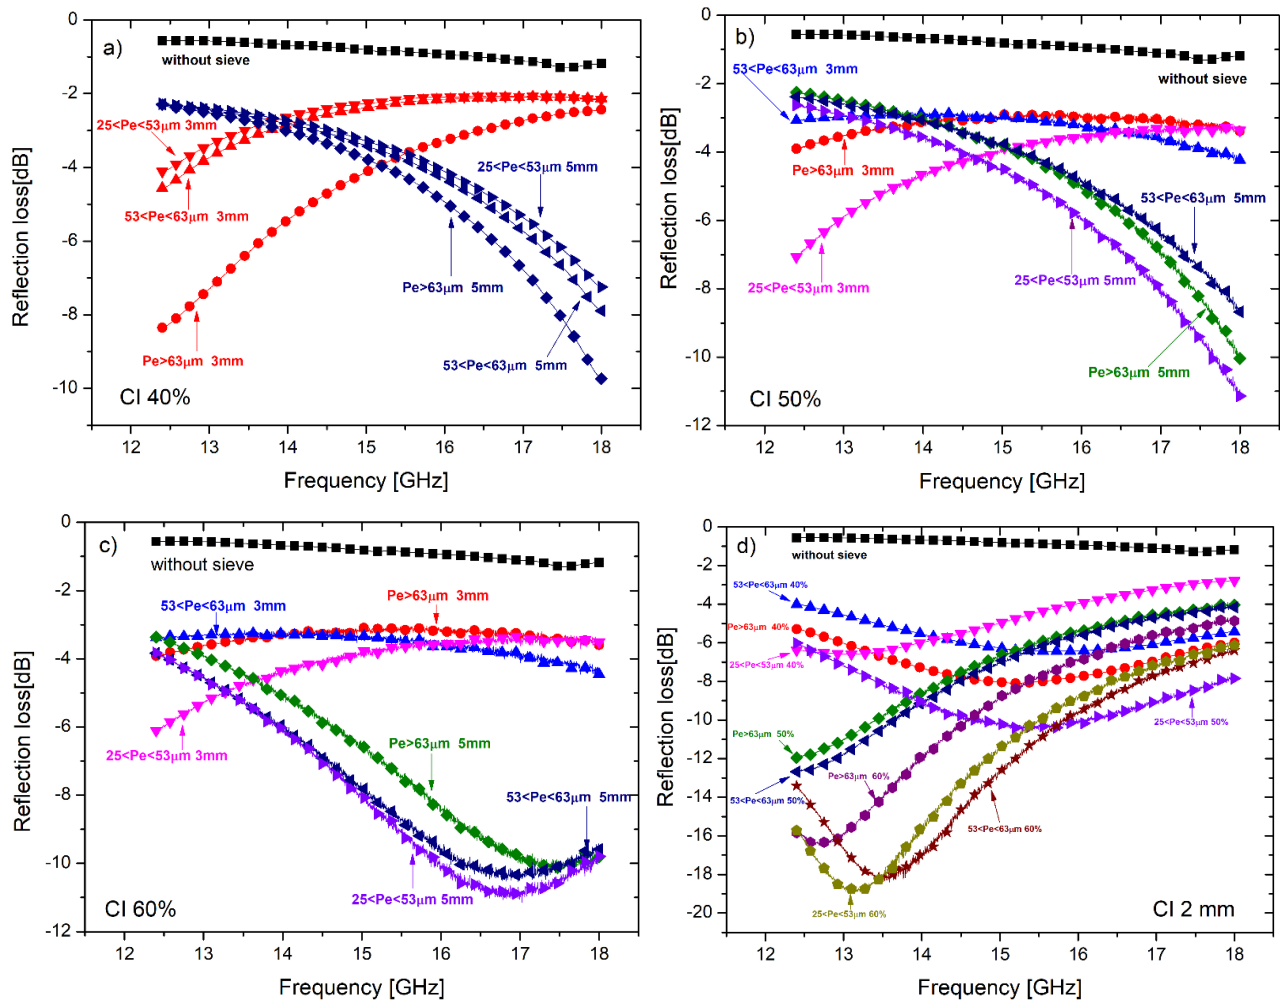 a)
without sieve
25<Pe<53μm 3mm
53<Pe<63μm 3mm
25<Pe<53μm 5mm
Pe>63μm 5mm
Pe>63μm 3mm
53<Pe<63μm 5mm
CI 40%
0
-2
-4
-6
-8
-10
12 13 14 15 16 17 18
Reflection loss[dB]
Frequency [GHz]
b)
53<Pe<63μm 3mm
without sieve
Pe>63μm 3mm
53<Pe<63μm 5mm
25<Pe<53μm 3mm
25<Pe<53μm 5mm
Pe>63μm 5mm
CI 50%
0
-2
-4
-6
-8
-10
-12
12 13 14 15 16 17 18
Reflection loss[dB]
Frequency [GHz]
c)
without sieve
53<Pe<63μm 3mm
Pe>63μm 3mm
25<Pe<53μm 3mm
Pe>63μm 5mm
53<Pe<63μm 5mm
25<Pe<53μm 5mm
CI 60%
0
-2
-4
-6
-8
-10
-12
12 13 14 15 16 17 18
Reflection loss[dB]
Frequency [GHz]
d)
without sieve
53<Pe<63μm 40%
Pe>63μm 40%
25<Pe<53μm 40%
25<Pe<53μm 50%
Pe>63μm 50%
Pe>63μm 60%
53<Pe<63μm 50%
53<Pe<63μm 60%
25<Pe<53μm 60%
CI 2 mm
0
-2
-4
-6
-8
-10
-12
-14
-16
-18
-20
12 13 14 15 16 17 18
Reflection loss[dB]
Frequency [GHz]